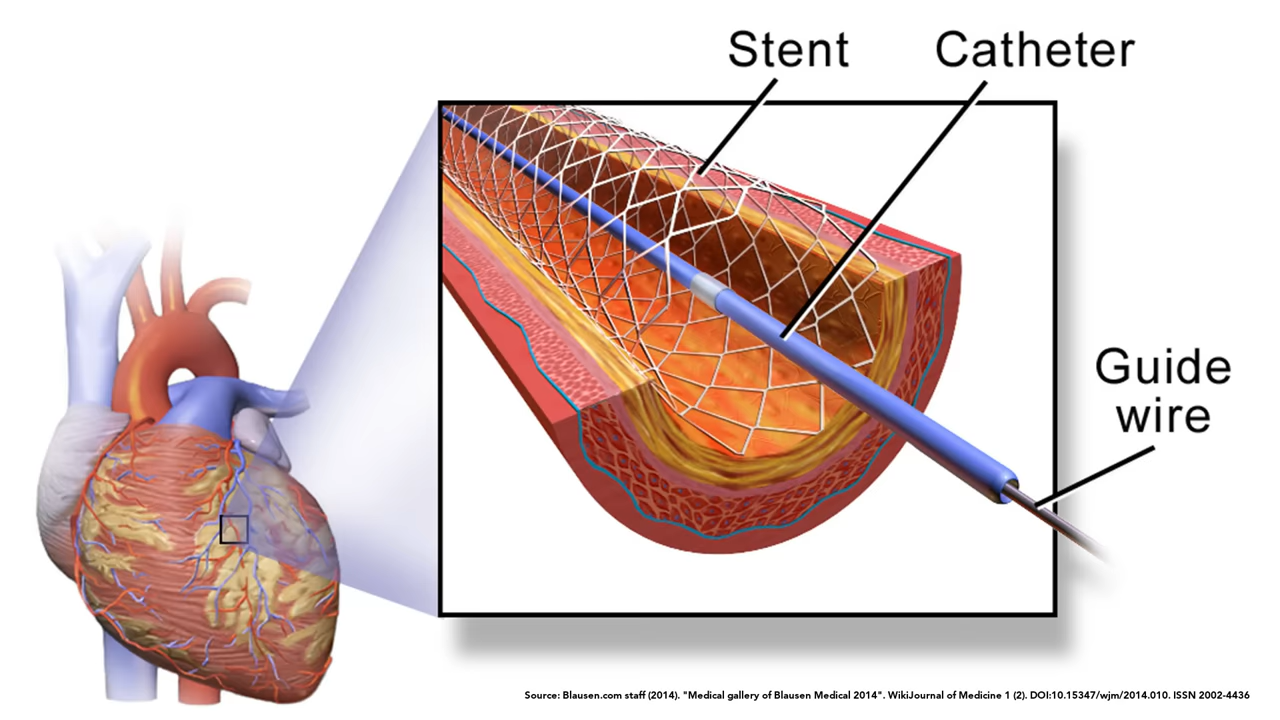 Stent
Catheter
Guide
wire
Source: Blausen.com staff (2014). "Medical gallery of Blausen Medical 2014". WikiJournal of Medicine 1 (2). DOI:10.15347/wjm/2014.010. ISSN 2002-4436